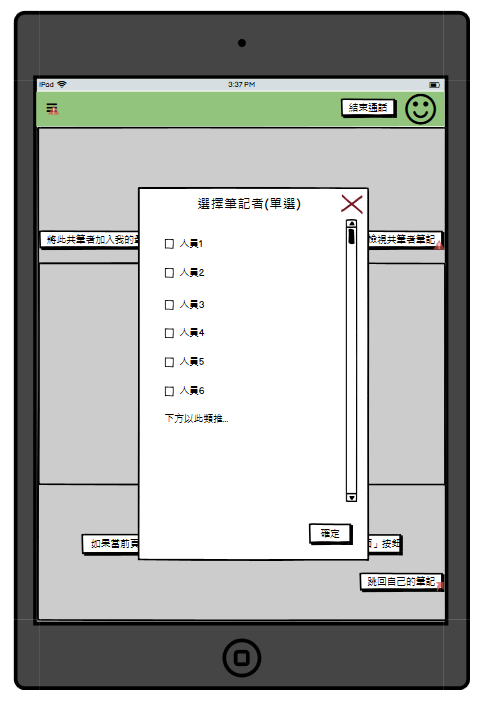 iPod
3:37 PM
結束通話
選擇筆記者(單選)
將此共筆者加入我的
檢視共筆者筆記
人員1
人員2
人員3
人員4
人員5
人員6
下方以此類推...
確定
如果當前頁
」按鈕
跳回自己的筆記